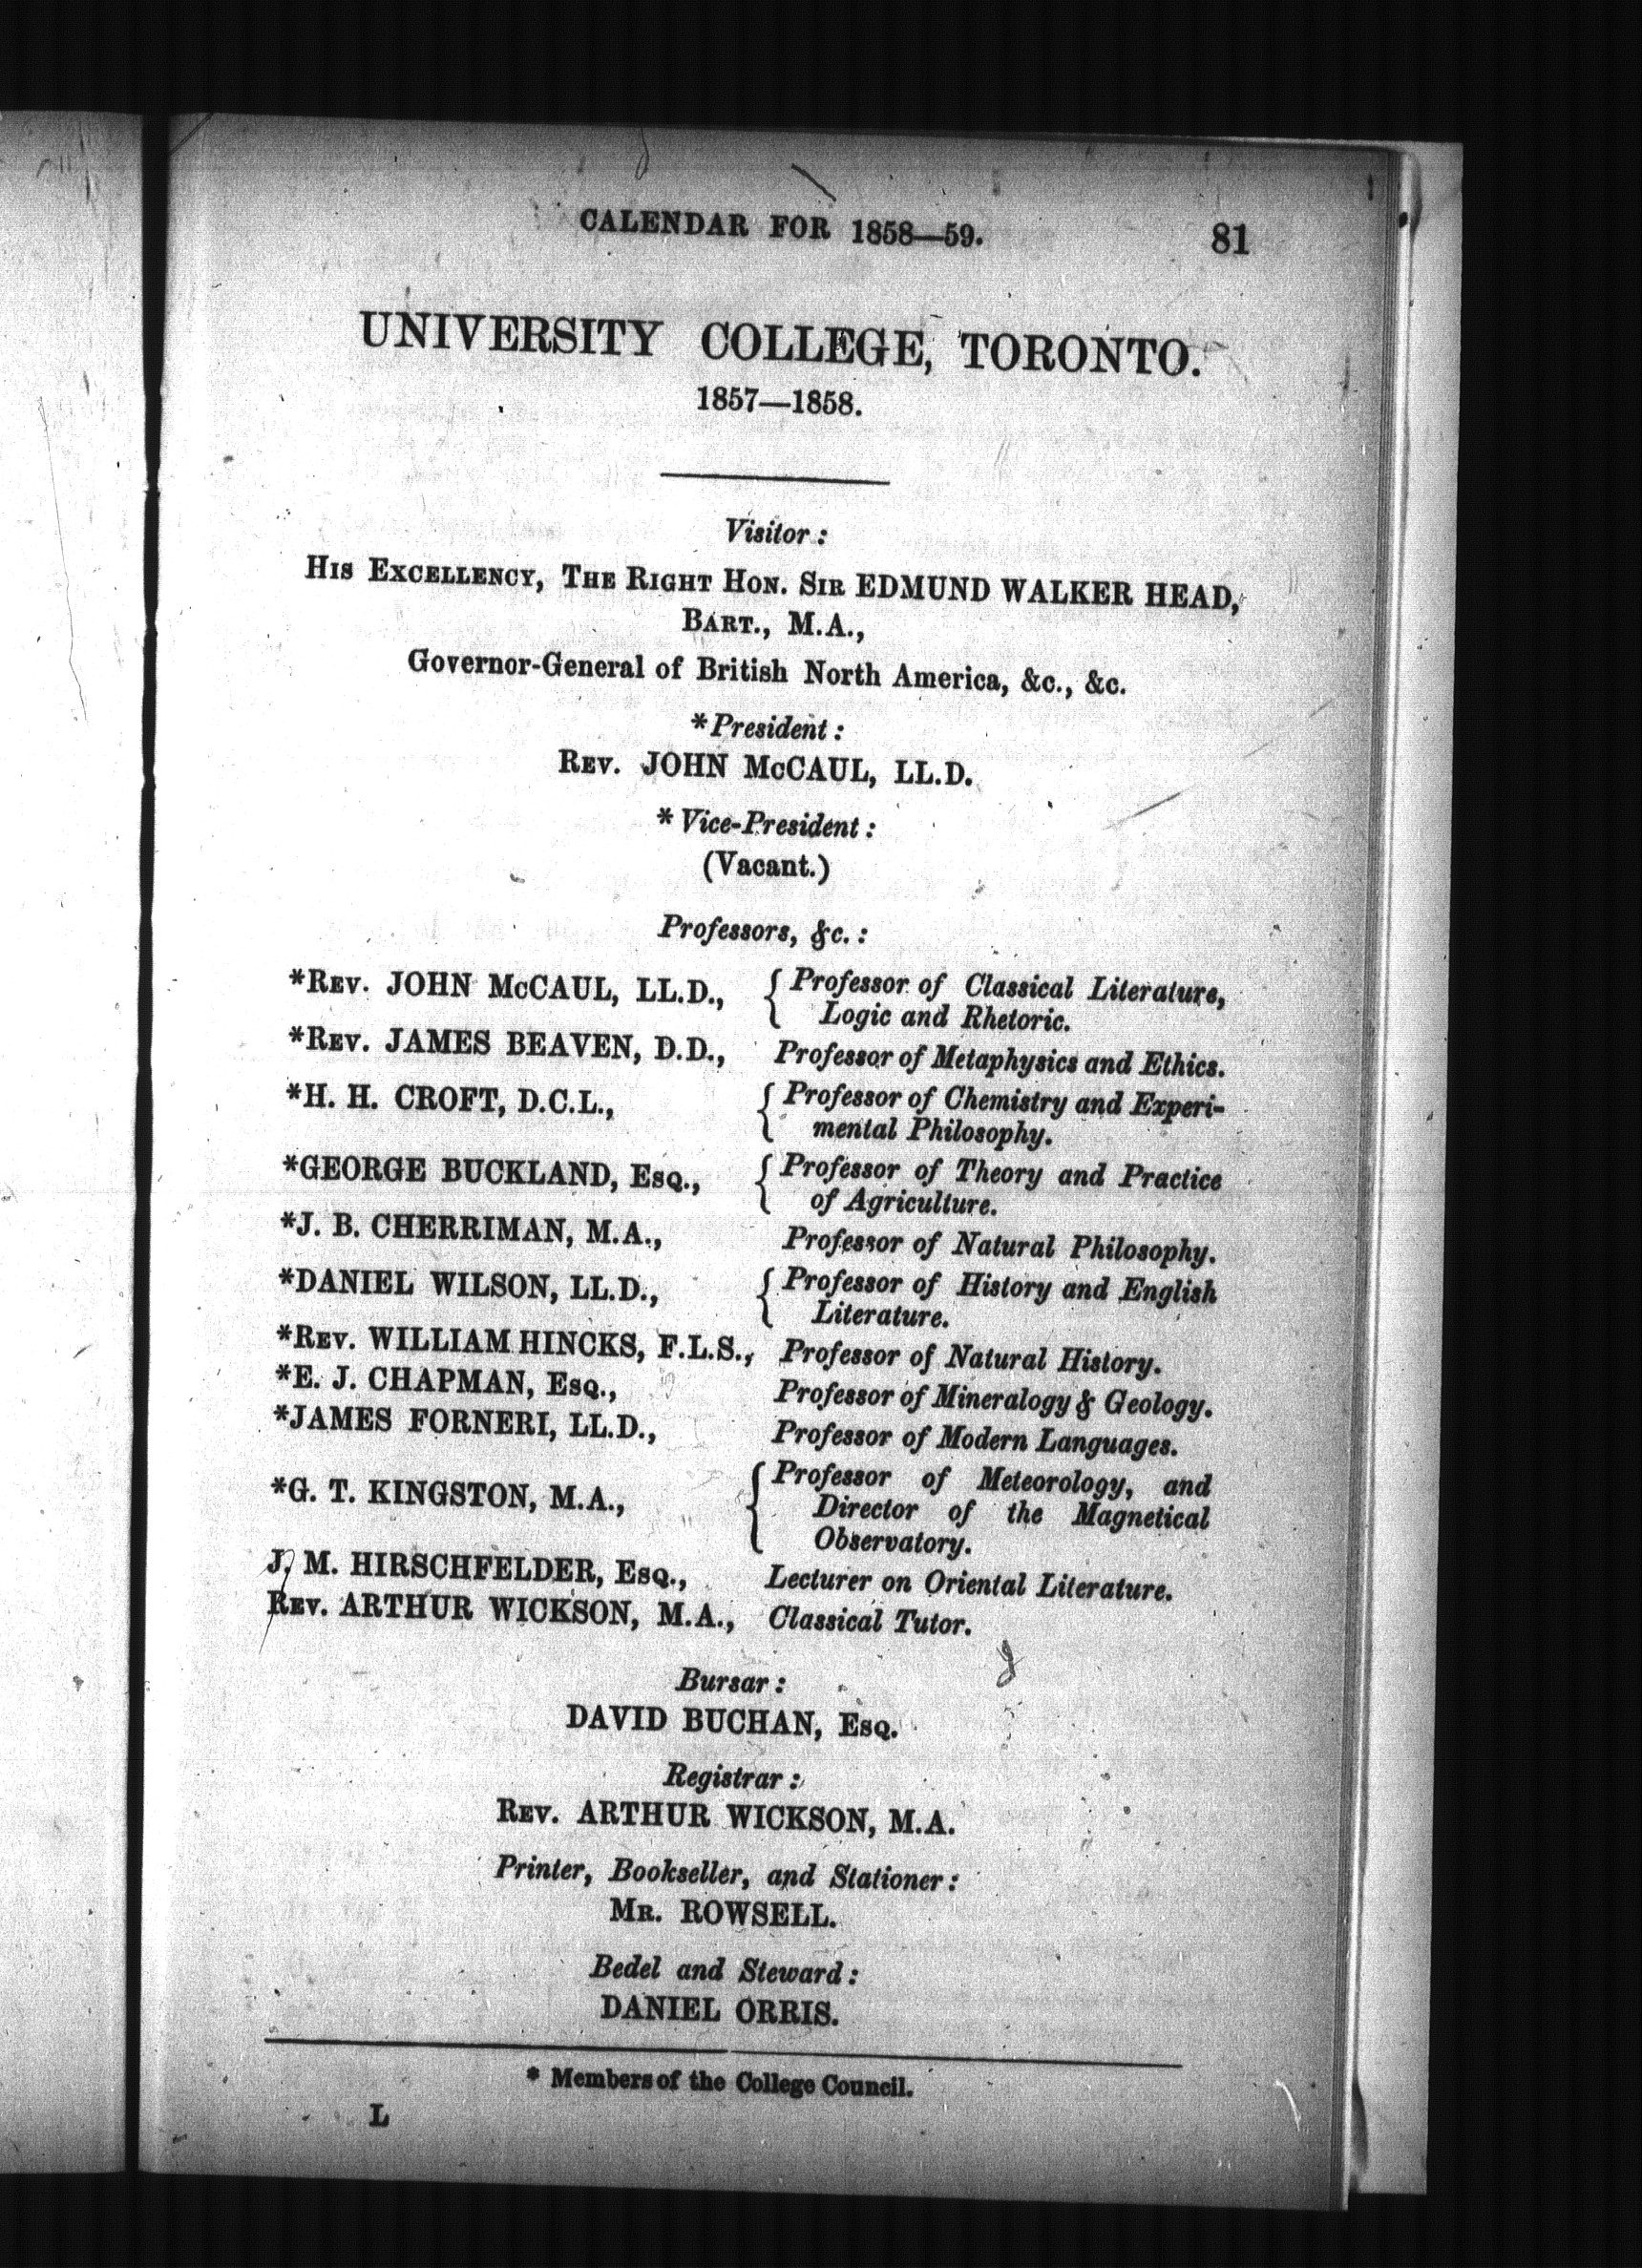 CALENDAR FOR 1858—59. 81
UNIVERSITY COLLEGE, TORONTO.
1857—1858.
Visitor:
His Excellency, The Right Hon. Sir EDMUND WALKER HEAD,
Bart., M.A.,
Governor-General of British North America, &c., &c.
*President:
Rev. JOHN McCAUL, LL.D.
*Vice-President:
(Vacant.)
Professors, &c.:
*Rev. JOHN McCAUL, LL.D., { Professor of Classical Literature,
Logic and Rhetoric.
*Rev. JAMES BEAVEN, D.D., Professor of Metaphysics and Ethics.
*H. H. CROFT, D.C.L., { Professor of Chemistry and Experi-
mental Philosophy.
*GEORGE BUCKLAND, Esq., { Professor of Theory and Practice
of Agriculture.
*J. B. CHERRIMAN, M.A., Professor of Natural Philosophy.
*DANIEL WILSON, LL.D., { Professor of History and English
Literature.
*Rev. WILLIAM HINCKS, F.L.S., Professor of Natural History.
*E. J. CHAPMAN, Esq., Professor of Mineralogy & Geology.
*JAMES FORNERI, LL.D., Professor of Modern Languages.
*G. T. KINGSTON, M.A., { Professor of Meteorology, and
Director of the Magnetical
Observatory.
J. M. HIRSCHFELDER, Esq., Lecturer on Oriental Literature.
Rev. ARTHUR WICKSON, M.A., Classical Tutor.
Bursar:
DAVID BUCHAN, Esq.
Registrar:
Rev. ARTHUR WICKSON, M.A.
Printer, Bookseller, and Stationer:
Mr. ROWSELL.
Bedel and Steward:
DANIEL ORRIS.
* Members of the College Council.
L